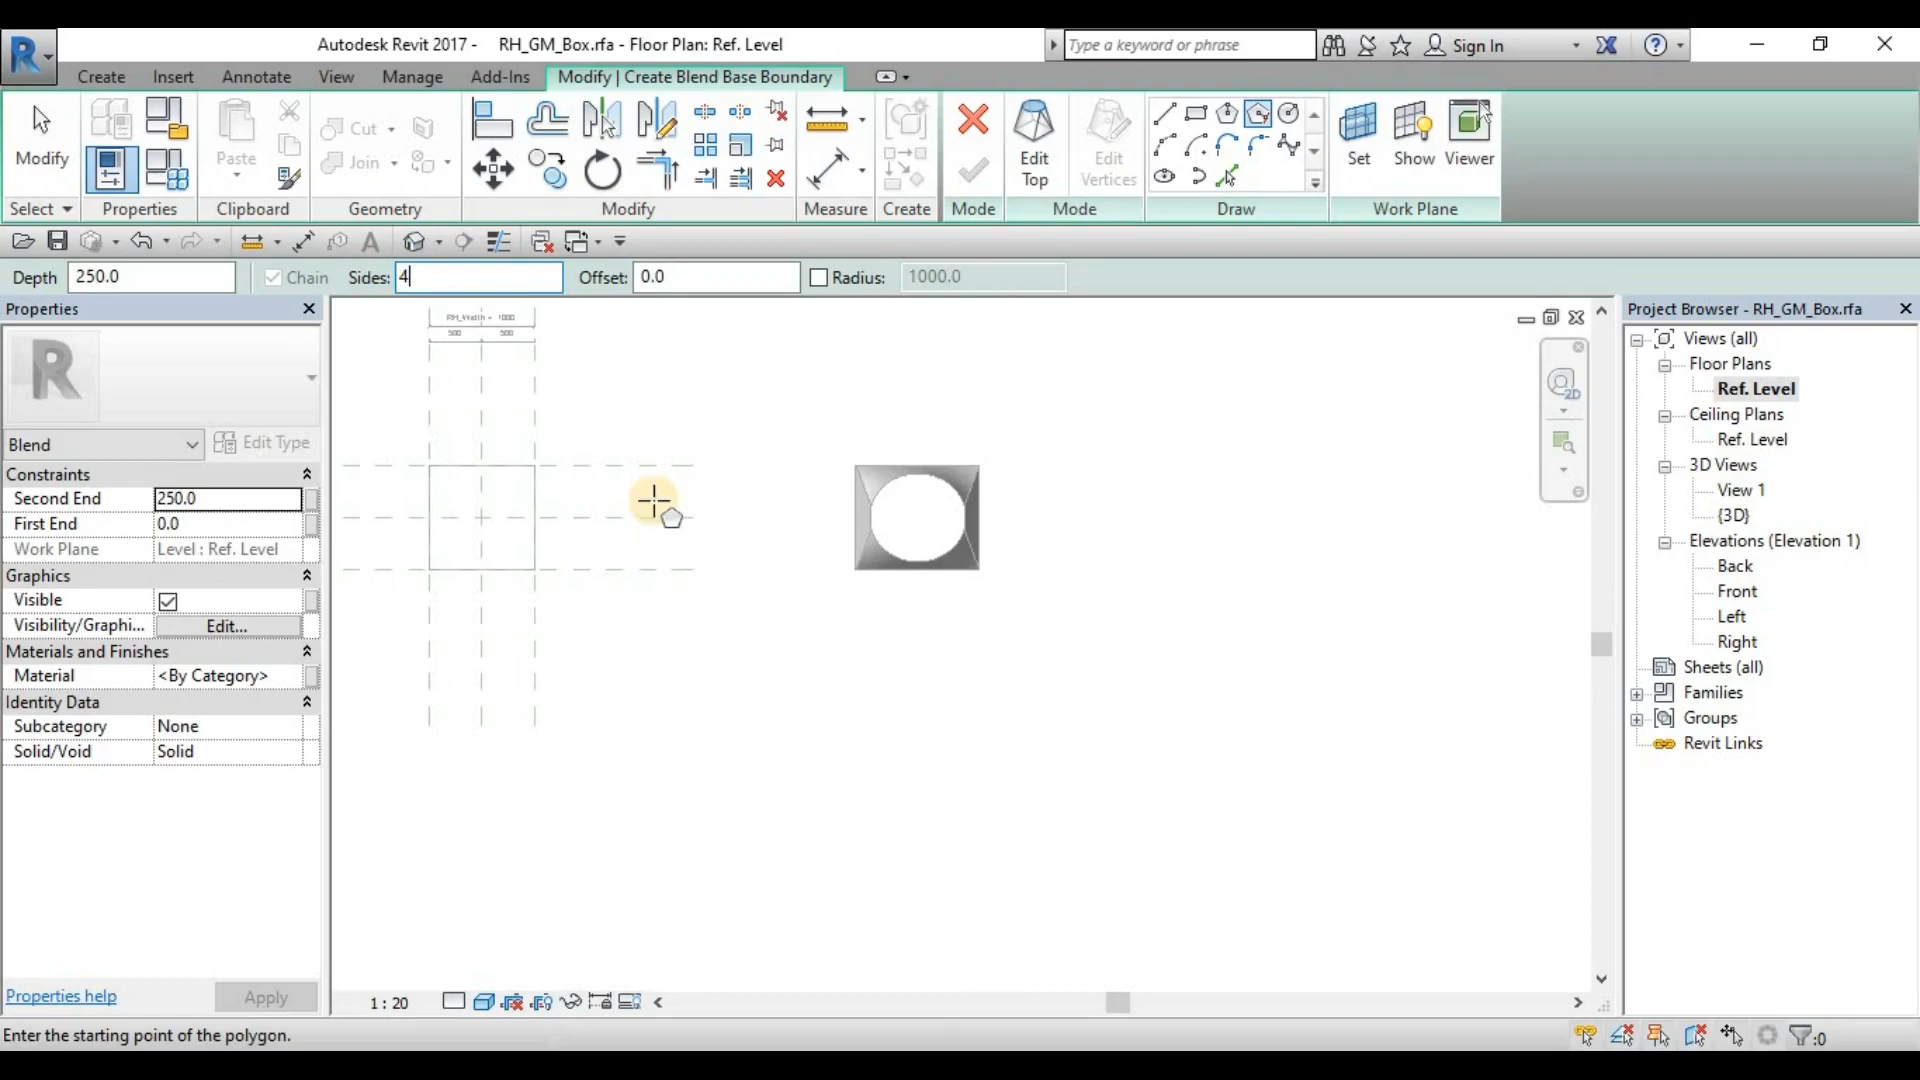 Autodesk Revit 2017 - RH_GM_Box.rfa - Floor Plan: Ref. Level
Type a keyword or phrase
Sign In
Create Insert Annotate View Manage Add-Ins Modify | Create Blend Base Boundary
Modify
Paste
Cut
Join
Edit Top
Edit Vertices
Set
Show
Viewer
Select Properties Clipboard Geometry Modify Measure Create Mode Mode Draw Work Plane
Depth 250.0 Chain Sides: 4 Offset: 0.0 Radius: 1000.0
Properties
Blend
Edit Type
Constraints
Second End 250.0
First End 0.0
Work Plane Level : Ref. Level
Graphics
Visible
Visibility/Graphi... Edit...
Materials and Finishes
Material <By Category>
Identity Data
Subcategory None
Solid/Void Solid
Properties help
Apply
RH_Width = 1000
500 500
2D
1 : 20
Project Browser - RH_GM_Box.rfa
Views (all)
Floor Plans
Ref. Level
Ceiling Plans
Ref. Level
3D Views
View 1
{3D}
Elevations (Elevation 1)
Back
Front
Left
Right
Sheets (all)
Families
Groups
Revit Links
Enter the starting point of the polygon.
:0